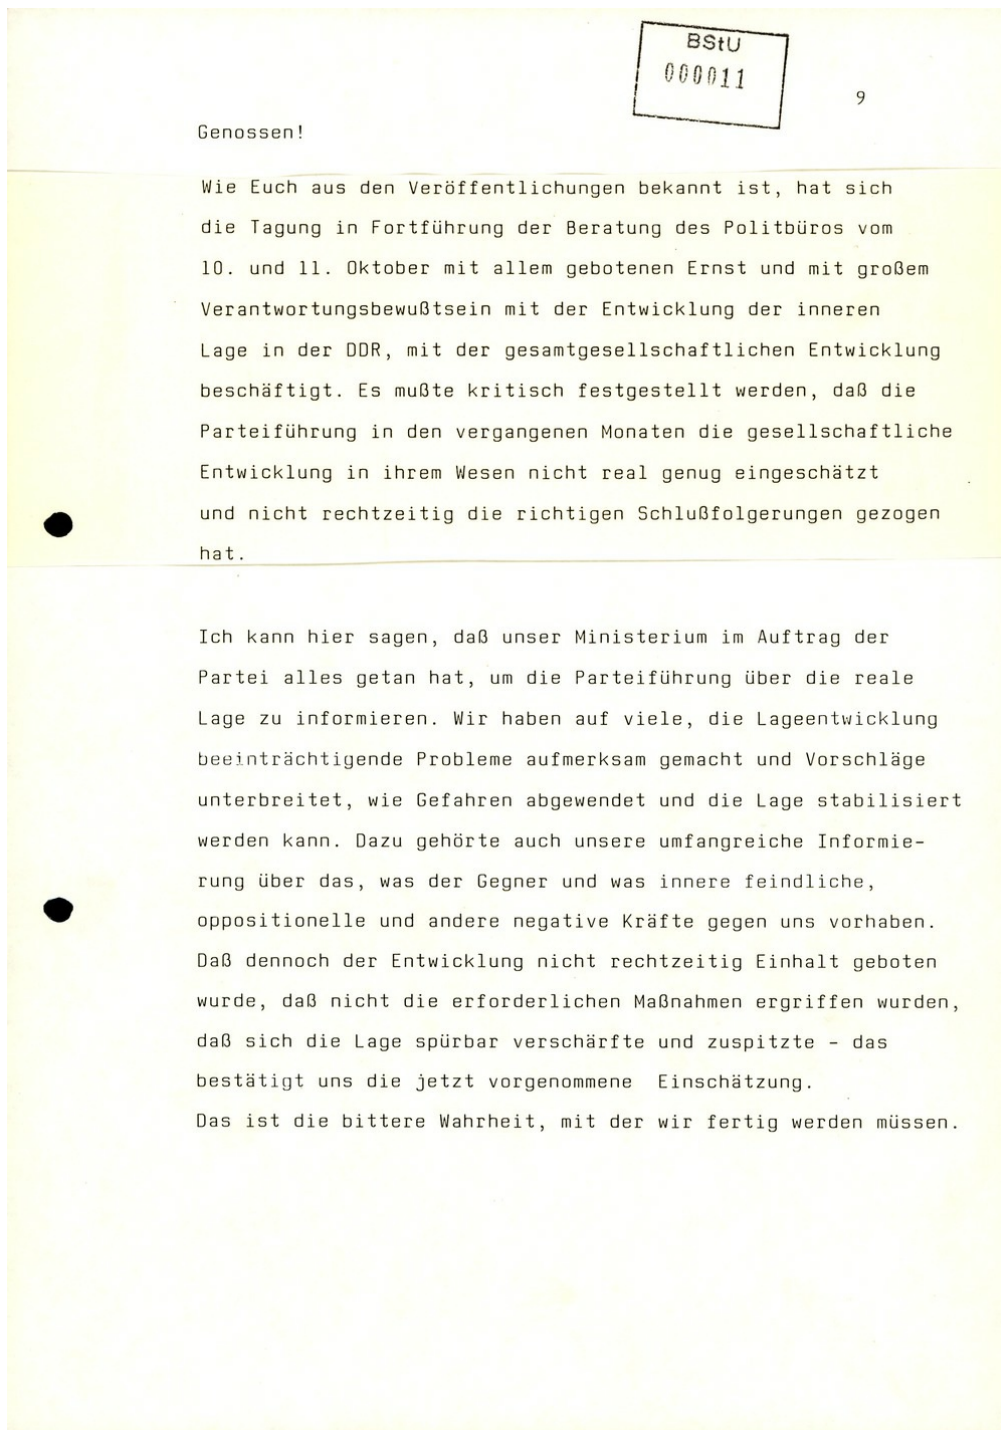 BStU
000011
9
Genossen!
Wie Euch aus den Veröffentlichungen bekannt ist, hat sich
die Tagung in Fortführung der Beratung des Politbüros vom
10. und 11. Oktober mit allem gebotenen Ernst und mit großem
Verantwortungsbewußtsein mit der Entwicklung der inneren
Lage in der DDR, mit der gesamtgesellschaftlichen Entwicklung
beschäftigt. Es mußte kritisch festgestellt werden, daß die
Parteiführung in den vergangenen Monaten die gesellschaftliche
Entwicklung in ihrem Wesen nicht real genug eingeschätzt
und nicht rechtzeitig die richtigen Schlußfolgerungen gezogen
hat.
Ich kann hier sagen, daß unser Ministerium im Auftrag der
Partei alles getan hat, um die Parteiführung über die reale
Lage zu informieren. Wir haben auf viele, die Lageentwicklung
beeinträchtigende Probleme aufmerksam gemacht und Vorschläge
unterbreitet, wie Gefahren abgewendet und die Lage stabilisiert
werden kann. Dazu gehörte auch unsere umfangreiche Informie-
rung über das, was der Gegner und was innere feindliche,
oppositionelle und andere negative Kräfte gegen uns vorhaben.
Daß dennoch der Entwicklung nicht rechtzeitig Einhalt geboten
wurde, daß nicht die erforderlichen Maßnahmen ergriffen wurden,
daß sich die Lage spürbar verschärfte und zuspitzte - das
bestätigt uns die jetzt vorgenommene  Einschätzung.
Das ist die bittere Wahrheit, mit der wir fertig werden müssen.